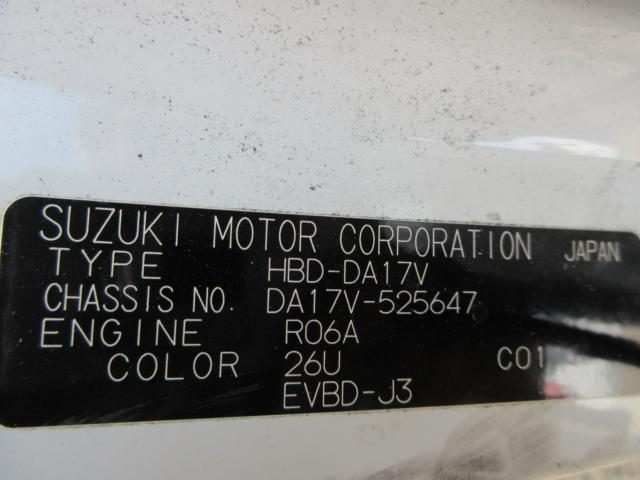 SUZUKI MOTOR CORPORATION JAPAN
TYPE HBD-DA17V
CHASSIS NO. DA17V-525647
ENGINE R06A
COLOR 26U C01
EVBD-J3